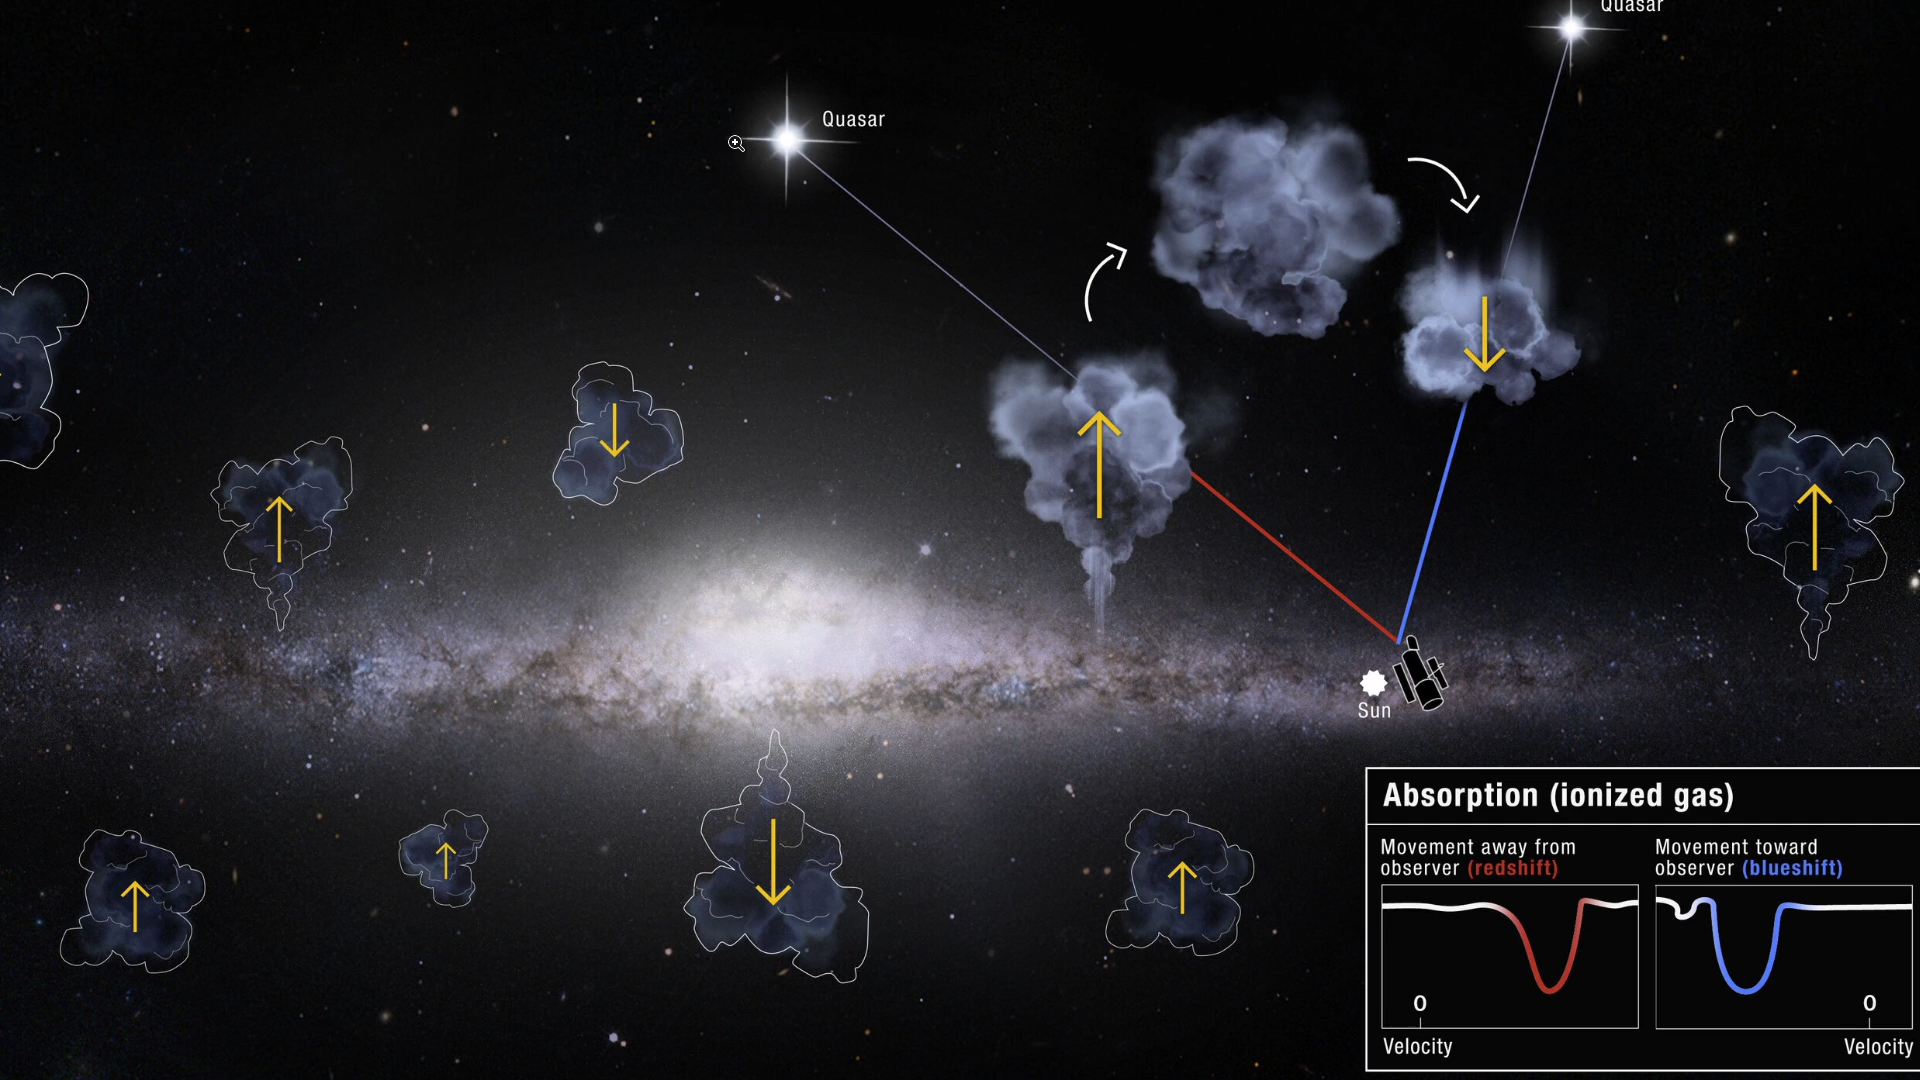 Quasar
Quasar
Sun
Absorption (ionized gas)
Movement away from
observer (redshift)
Movement toward
observer (blueshift)
0
0
Velocity
Velocity